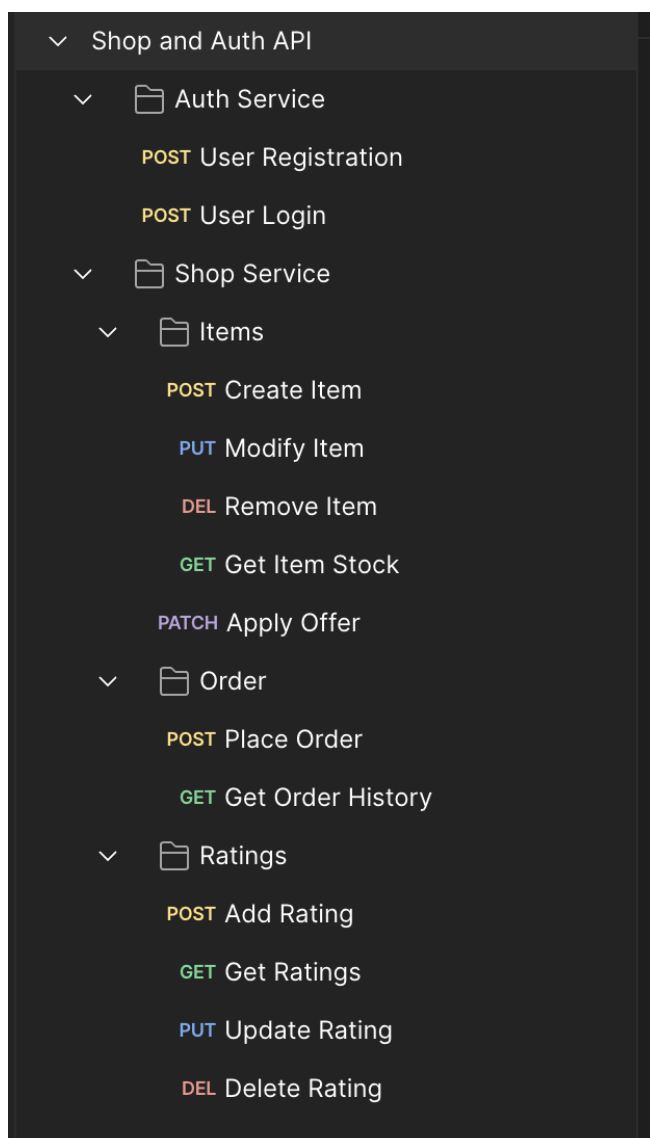 Shop and Auth API
Auth Service
POST User Registration
POST User Login
Shop Service
Items
POST Create Item
PUT Modify Item
DEL Remove Item
GET Get Item Stock
PATCH Apply Offer
Order
POST Place Order
GET Get Order History
Ratings
POST Add Rating
GET Get Ratings
PUT Update Rating
DEL Delete Rating